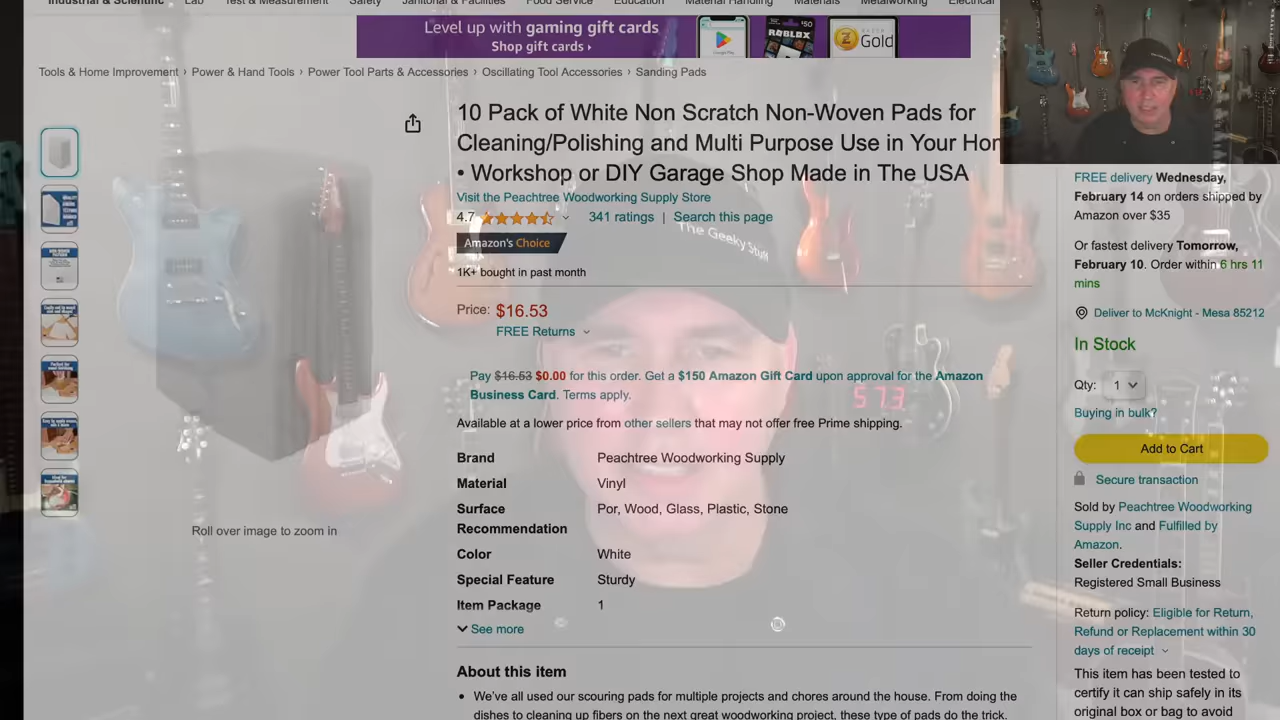 Industrial & Scientific Lab Test & Measurement Safety Janitorial & Facilities Food Service Education Material Handling Materials Metalworking Electrical
Level up with gaming gift cards
Shop gift cards ›
$50
ROBLOX
Gold
Tools & Home Improvement › Power & Hand Tools › Power Tool Parts & Accessories › Oscillating Tool Accessories › Sanding Pads
10 Pack of White Non Scratch Non-Woven Pads for
Cleaning/Polishing and Multi Purpose Use in Your Hom
• Workshop or DIY Garage Shop Made in The USA
Visit the Peachtree Woodworking Supply Store
4.7 341 ratings | Search this page
Amazon's Choice
1K+ bought in past month
Price: $16.53
FREE Returns
Pay $16.53 $0.00 for this order. Get a $150 Amazon Gift Card upon approval for the Amazon
Business Card. Terms apply.
Available at a lower price from other sellers that may not offer free Prime shipping.
Brand Peachtree Woodworking Supply
Material Vinyl
Surface Por, Wood, Glass, Plastic, Stone
Recommendation
Color White
Special Feature Sturdy
Item Package 1
See more
About this item
• We've all used our scouring pads for multiple projects and chores around the house. From doing the
dishes to cleaning up fibers on the next great woodworking project, these type of pads do the trick.
Roll over image to zoom in
The Geeky Stuff
573
FREE delivery Wednesday,
February 14 on orders shipped by
Amazon over $35
Or fastest delivery Tomorrow,
February 10. Order within 6 hrs 11
mins
Deliver to McKnight - Mesa 85212
In Stock
Qty: 1
Buying in bulk?
Add to Cart
Secure transaction
Sold by Peachtree Woodworking
Supply Inc and Fulfilled by
Amazon.
Seller Credentials:
Registered Small Business
Return policy: Eligible for Return,
Refund or Replacement within 30
days of receipt
This item has been tested to
certify it can ship safely in its
original box or bag to avoid